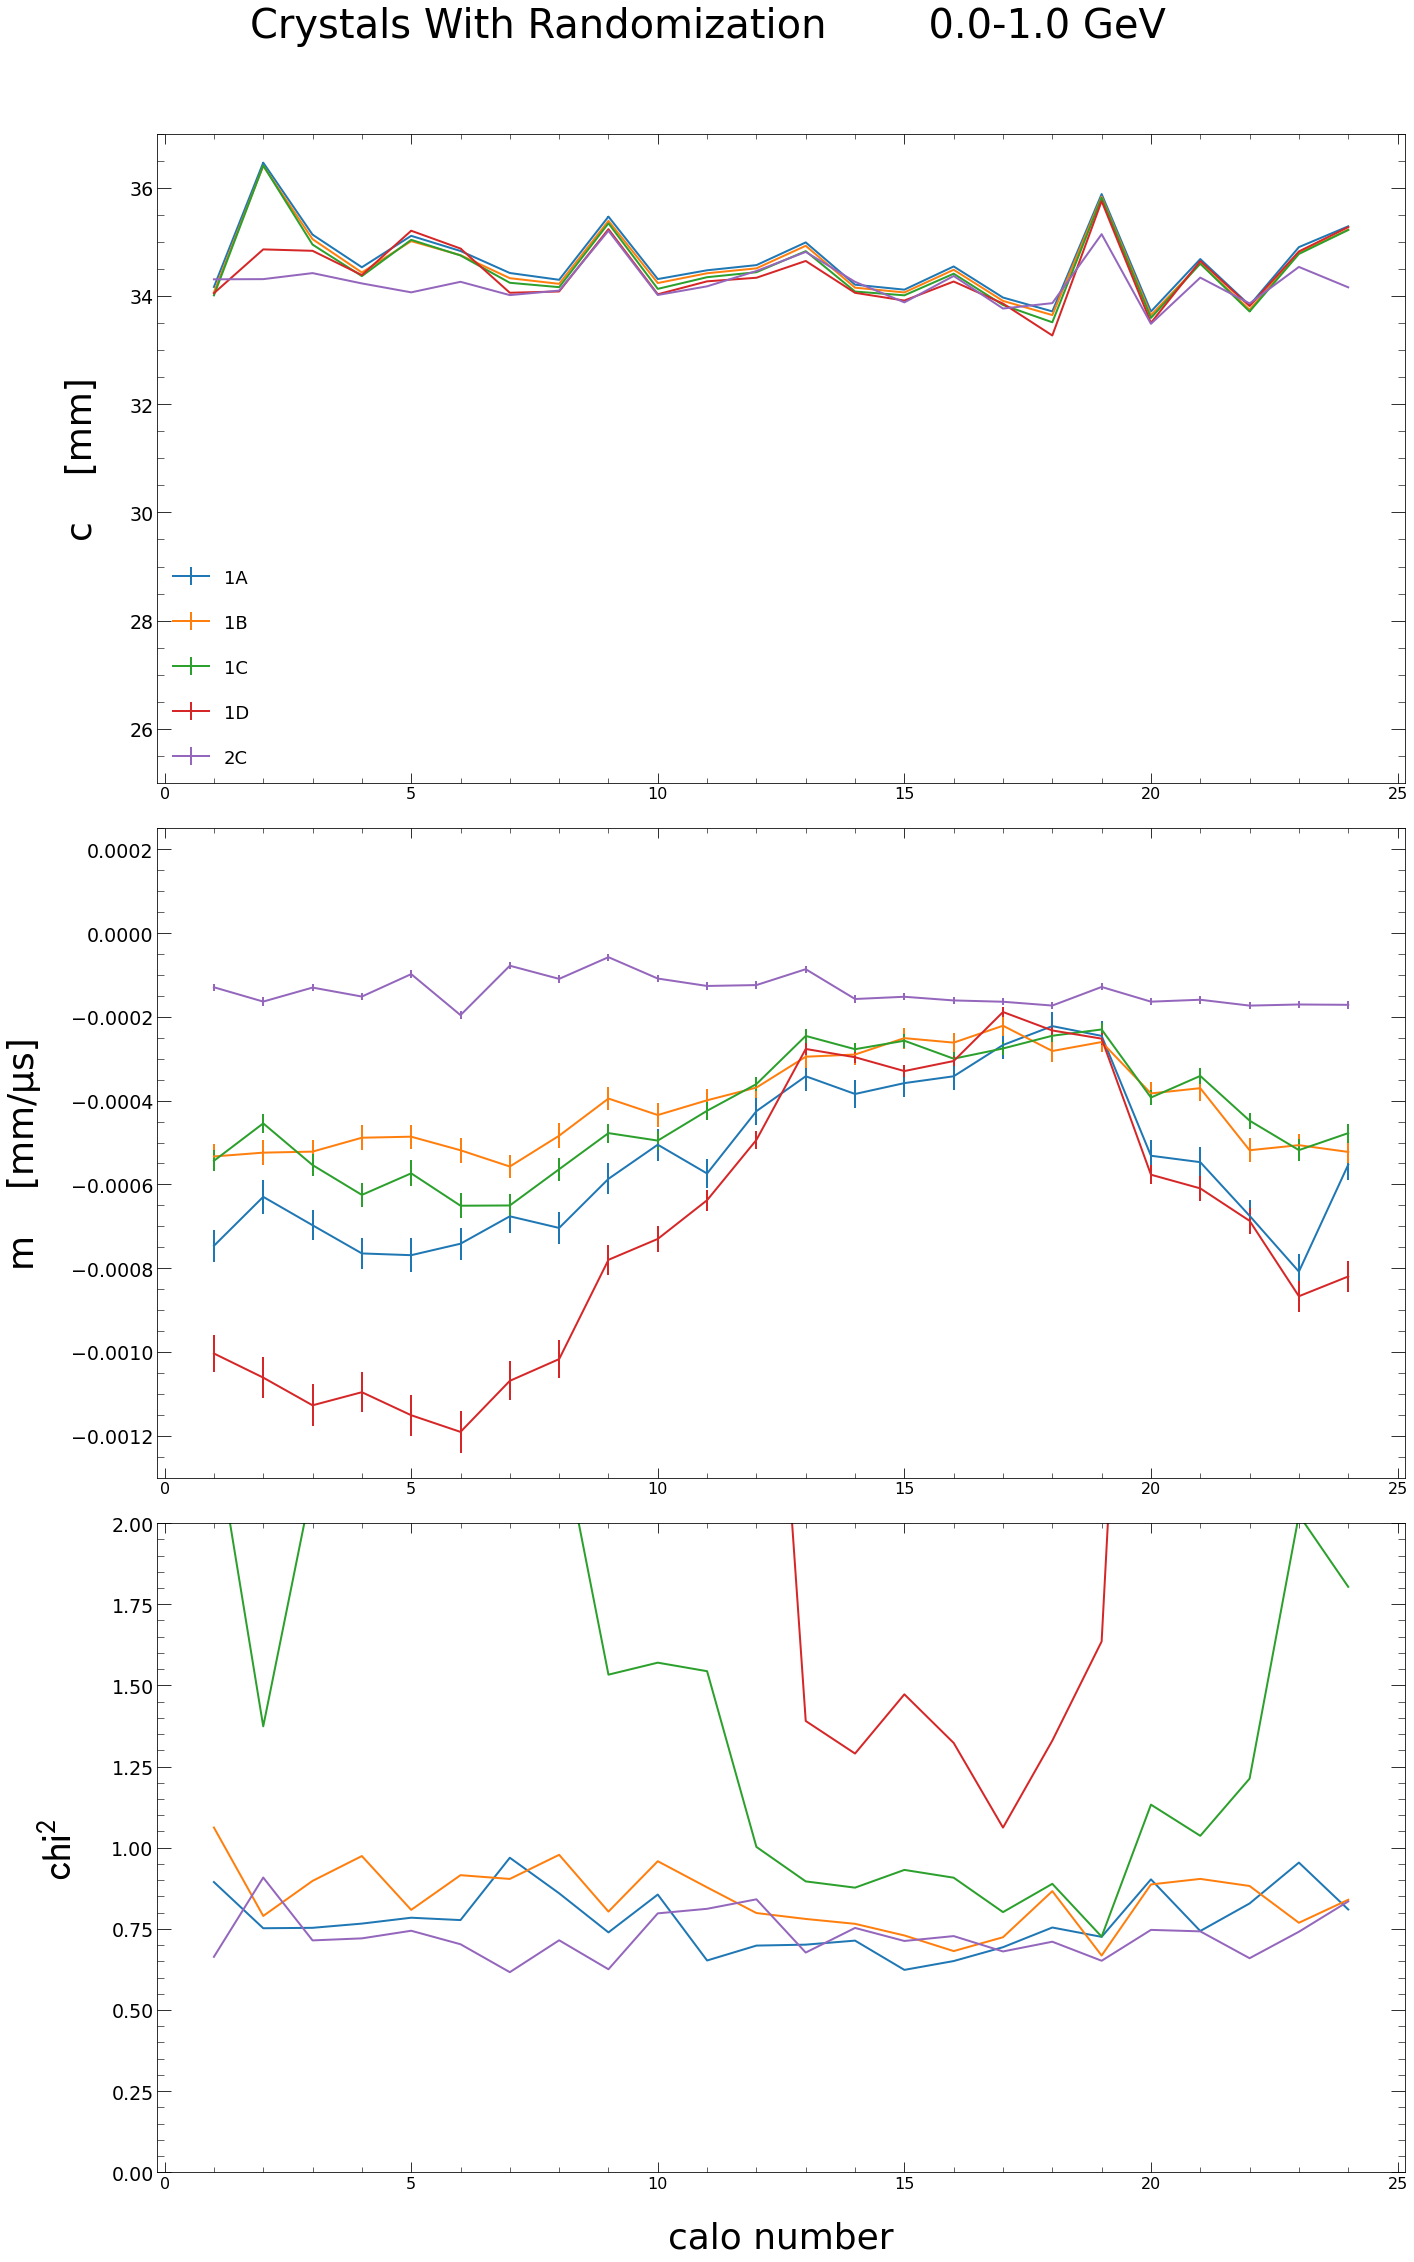 Crystals With Randomization 0.0-1.0 GeV
36
34
32
30
28
26
c [mm]
1A
1B
1C
1D
2C
0 5 10 15 20 25
0.0002
0.0000
−0.0002
−0.0004
−0.0006
−0.0008
−0.0010
−0.0012
m [mm/µs]
0 5 10 15 20 25
2.00
1.75
1.50
1.25
1.00
0.75
0.50
0.25
0.00
chi²
0 5 10 15 20 25
calo number